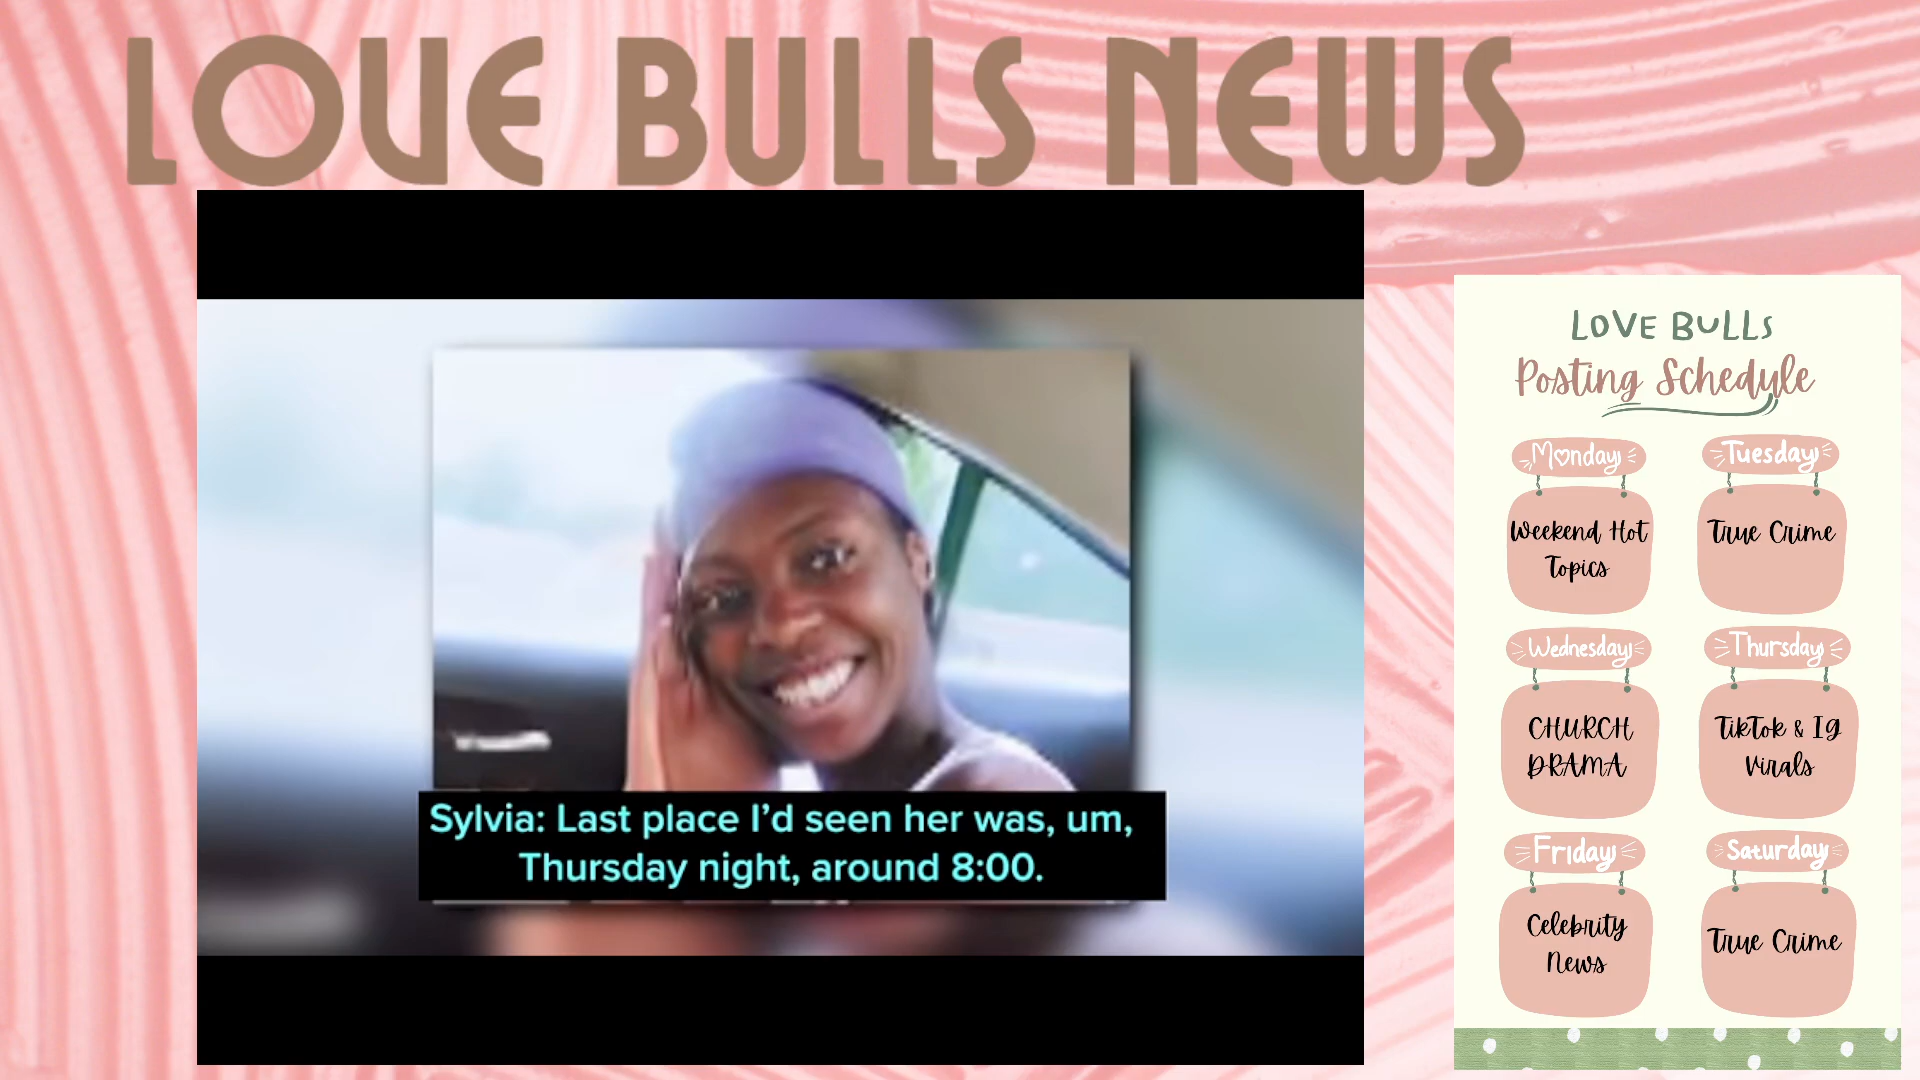 LOVE BULLS NEWS
Sylvia: Last place I'd seen her was, um,
Thursday night, around 8:00.
LOVE BULLS
Posting Schedule
Monday
Weekend Hot
Topics
Tuesday
True Crime
Wednesday
CHURCH
DRAMA
Thursday
TikTok & Ig
Virals
Friday
Celebrity
News
Saturday
True Crime